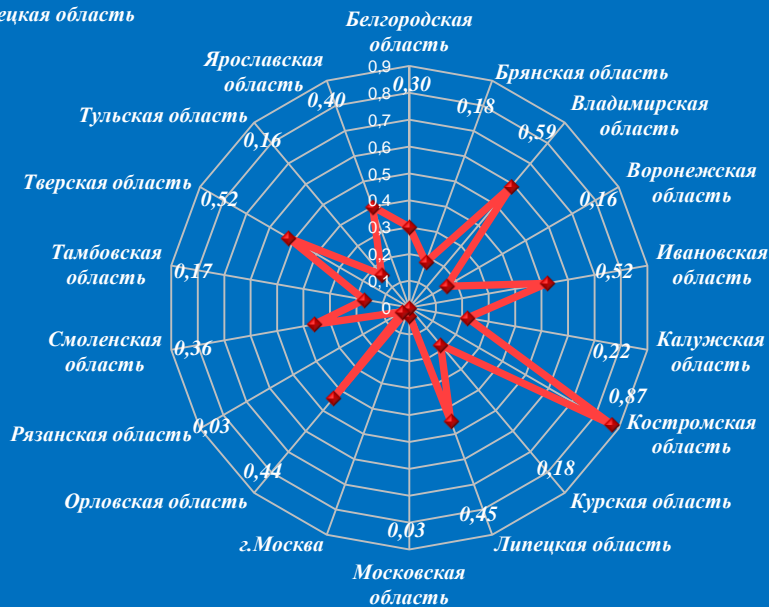 ецкая область
Белгородская
область
0,30
Брянская область
0,18
Владимирская
область
0,59
Воронежская
область
0,16
Ивановская
область
0,52
Калужская
область
0,22
Костромская
область
0,87
Курская область
0,18
Липецкая область
0,45
Московская
область
0,03
г.Москва
Орловская область
0,44
Рязанская область
0,03
Смоленская
область
0,36
Тамбовская
область
0,17
Тверская область
0,52
Тульская область
0,16
Ярославская
область
0,40
0,9
0,8
0,7
0,6
0,5
0,4
0,3
0,2
0,1
0